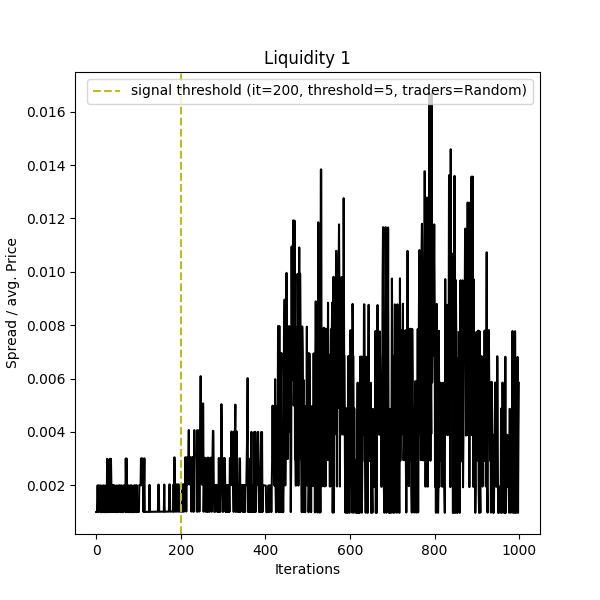 Liquidity 1
signal threshold (it=200, threshold=5, traders=Random)
0.016
0.014
0.012
0.010
0.008
0.006
0.004
0.002
Spread / avg. Price
0 200 400 600 800 1000
Iterations